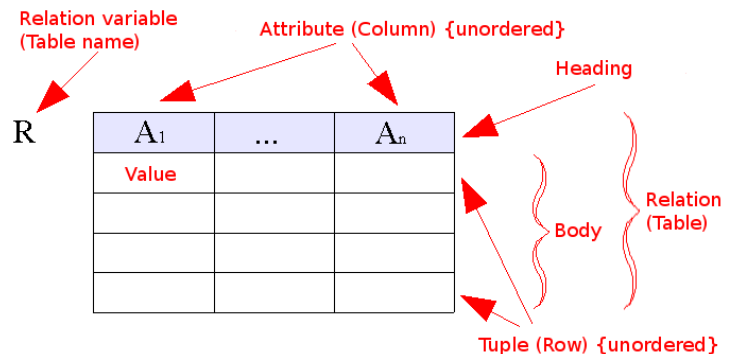 Relation variable
(Table name)
Attribute (Column) {unordered}
Heading
R
A1
...
An
Value
Relation
(Table)
Body
Tuple (Row) {unordered}